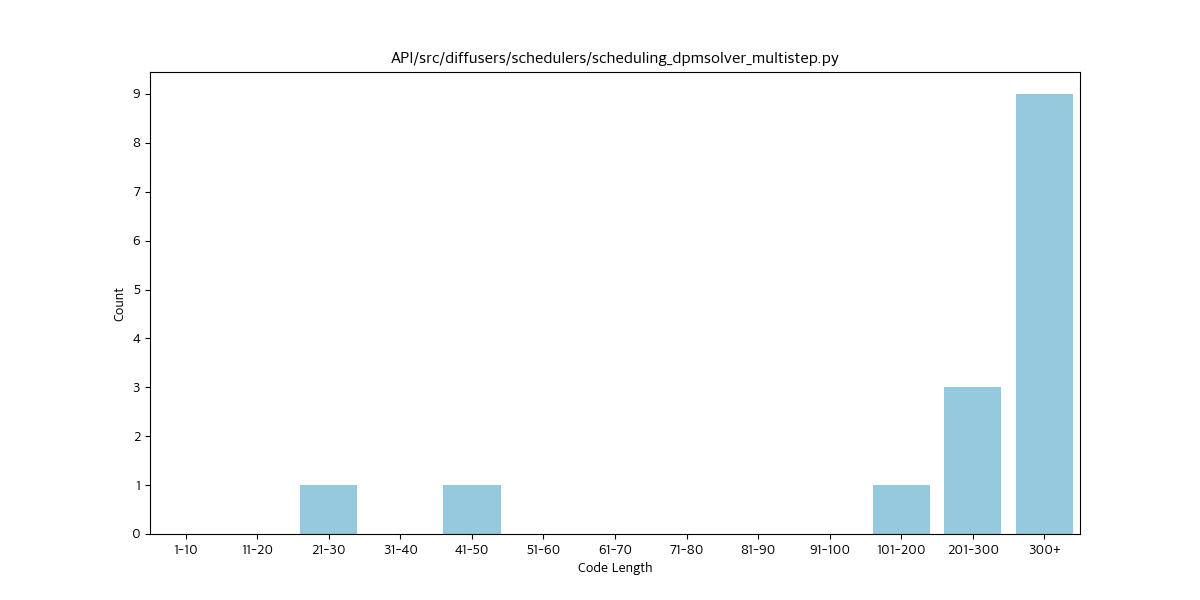 API/src/diffusers/schedulers/scheduling_dpmsolver_multistep.py
9
8
7
6
5
4
3
2
1
0
Count
1-10 11-20 21-30 31-40 41-50 51-60 61-70 71-80 81-90 91-100 101-200 201-300 300+
Code Length